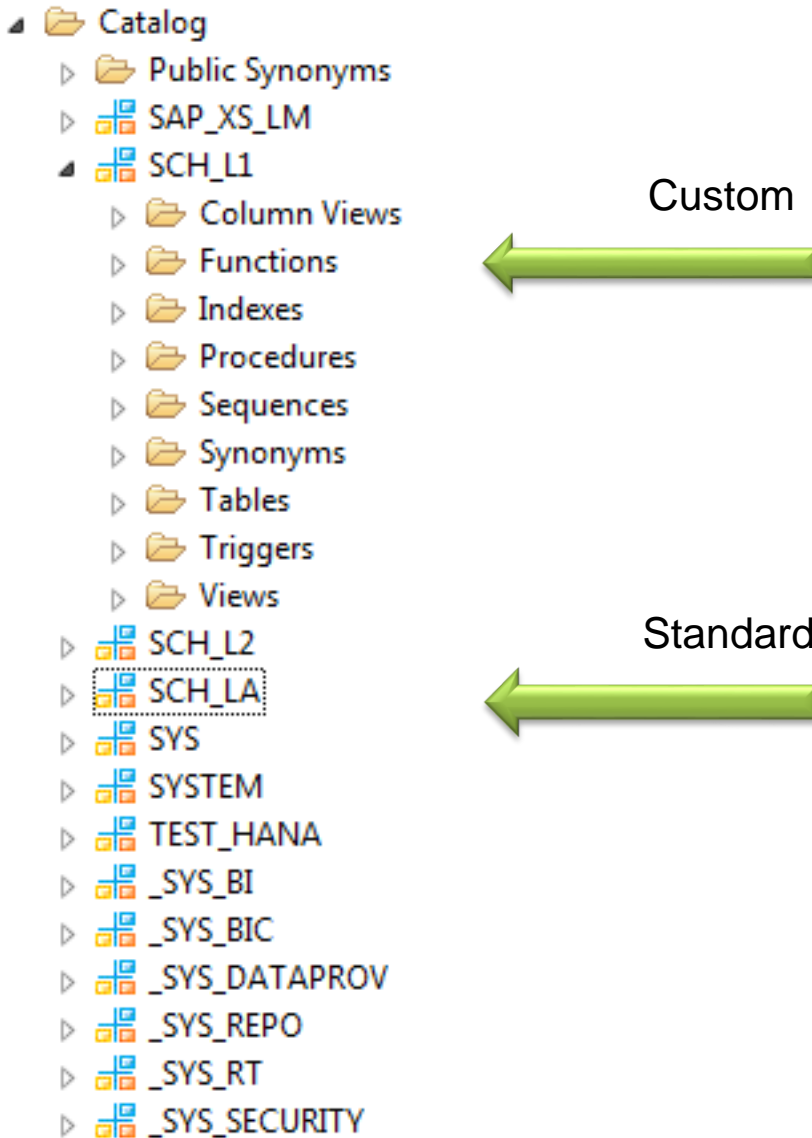 Catalog
Public Synonyms
SAP_XS_LM
SCH_L1
Custom
Column Views
Functions
Indexes
Procedures
Sequences
Synonyms
Tables
Triggers
Views
Standard
SCH_L2
SCH_LA
SYS
SYSTEM
TEST_HANA
_SYS_BI
_SYS_BIC
_SYS_DATAPROV
_SYS_REPO
_SYS_RT
_SYS_SECURITY